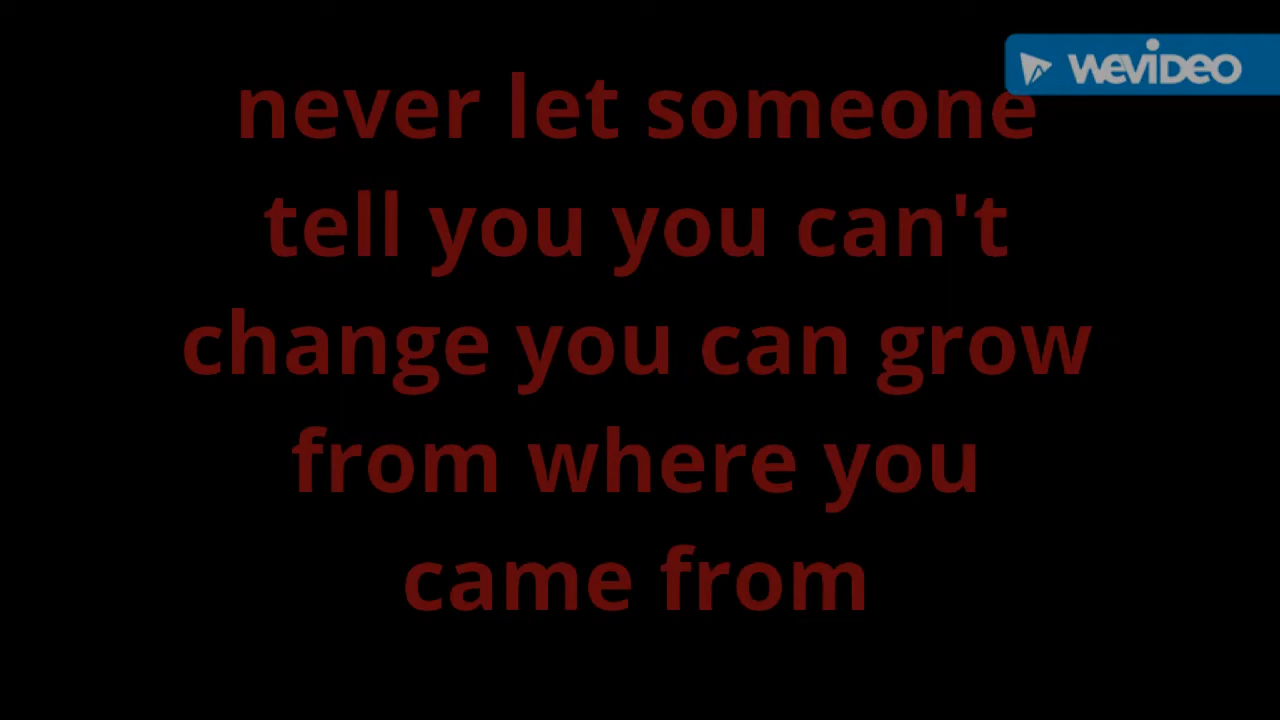 WEVIDEO
never let someone
tell you you can't
change you can grow
from where you
came from